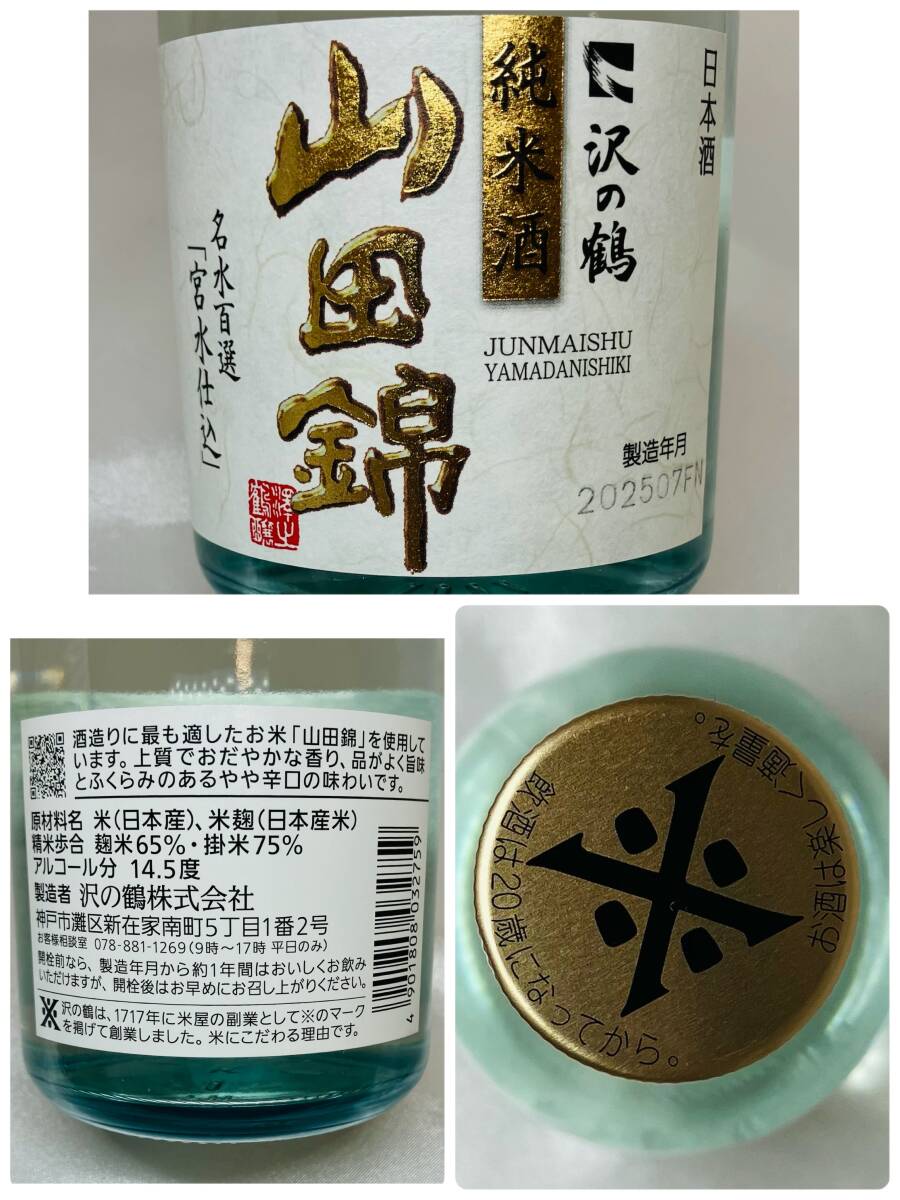 日本酒
沢の鶴
純米酒
JUNMAISHU
YAMADANISHIKI
製造年月
202507FN
山田錦
名水百選
「宮水仕込」
澤之鶴醸
酒造りに最も適したお米「山田錦」を使用して
います。上質でおだやかな香り、品がよく旨味
とふくらみのあるやや辛口の味わいです。
原材料名 米(日本産)、米麹(日本産米)
精米歩合 麹米65%・掛米75%
アルコール分 14.5度
製造者 沢の鶴株式会社
神戸市灘区新在家南町5丁目1番2号
お客様相談室 078-881-1269(9時〜17時 平日のみ)
開栓前なら、製造年月から約1年間はおいしくお飲み
いただけますが、開栓後はお早めにお召し上がりください。
沢の鶴は、1717年に米屋の副業として※のマーク
を掲げて創業しました。米にこだわる理由です。
4 901808 032759
飲酒は20歳になってから。
お酒は楽しく適量を。